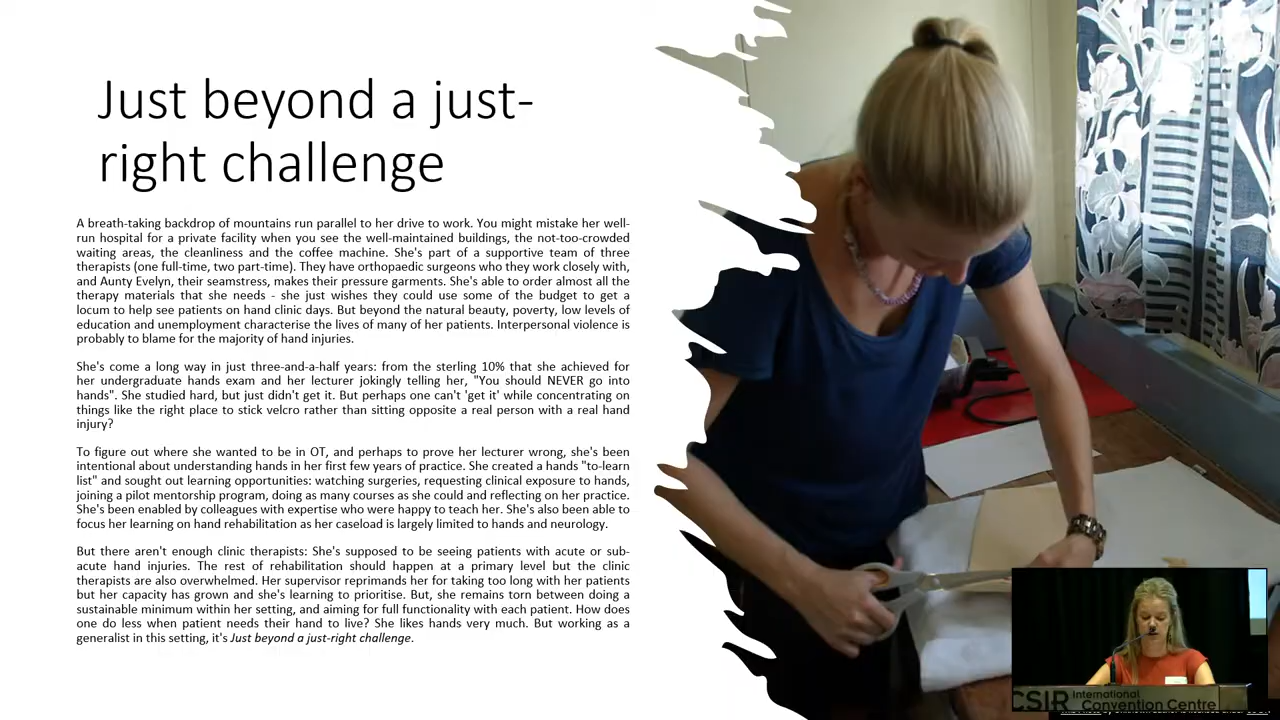 Just beyond a just-
right challenge
A breath-taking backdrop of mountains run parallel to her drive to work. You might mistake her well-
run hospital for a private facility when you see the well-maintained buildings, the not-too-crowded
waiting areas, the cleanliness and the coffee machine. She's part of a supportive team of three
therapists (one full-time, two part-time). They have orthopaedic surgeons who they work closely with,
and Aunty Evelyn, their seamstress, makes their pressure garments. She's able to order almost all the
therapy materials that she needs - she just wishes they could use some of the budget to get a
locum to help see patients on hand clinic days. But beyond the natural beauty, poverty, low levels of
education and unemployment characterise the lives of many of her patients. Interpersonal violence is
probably to blame for the majority of hand injuries.
She's come a long way in just three-and-a-half years: from the sterling 10% that she achieved for
her undergraduate hands exam and her lecturer jokingly telling her, "You should NEVER go into
hands". She studied hard, but just didn't get it. But perhaps one can't 'get it' while concentrating on
things like the right place to stick velcro rather than sitting opposite a real person with a real hand
injury?
To figure out where she wanted to be in OT, and perhaps to prove her lecturer wrong, she's been
intentional about understanding hands in her first few years of practice. She created a hands "to-learn
list" and sought out learning opportunities: watching surgeries, requesting clinical exposure to hands,
joining a pilot mentorship program, doing as many courses as she could and reflecting on her practice.
She's been enabled by colleagues with expertise who were happy to teach her. She's also been able to
focus her learning on hand rehabilitation as her caseload is largely limited to hands and neurology.
But there aren't enough clinic therapists: She's supposed to be seeing patients with acute or sub-
acute hand injuries. The rest of rehabilitation should happen at a primary level but the clinic
therapists are also overwhelmed. Her supervisor reprimands her for taking too long with her patients
but her capacity has grown and she's learning to prioritise. But, she remains torn between doing a
sustainable minimum within her setting, and aiming for full functionality with each patient. How does
one do less when patient needs their hand to live? She likes hands very much. But working as a
generalist in this setting, it's Just beyond a just-right challenge.
CSIR International
Convention Centre